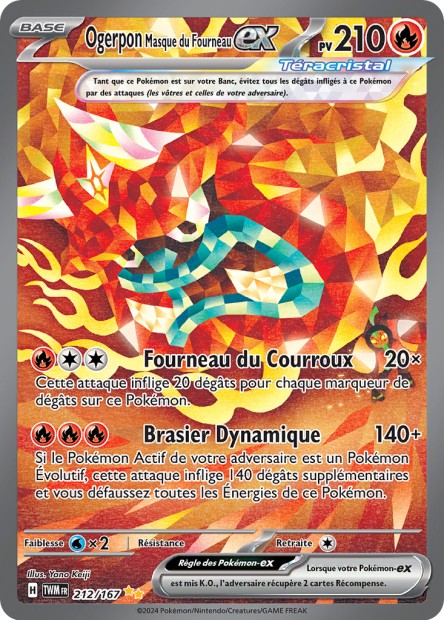 BASE
Ogerpon Masque du Fourneau ex PV 210
Téracristal
Tant que ce Pokémon est sur votre Banc, évitez tous les dégâts infligés à ce Pokémon
par des attaques (les vôtres et celles de votre adversaire).
Fourneau du Courroux 20×
Cette attaque inflige 20 dégâts pour chaque marqueur de
dégâts sur ce Pokémon.
Brasier Dynamique 140+
Si le Pokémon Actif de votre adversaire est un Pokémon
Évolutif, cette attaque inflige 140 dégâts supplémentaires
et vous défaussez toutes les Énergies de ce Pokémon.
Faiblesse ×2 Résistance Retraite
Illus. Yano Keiji
Règle des Pokémon-ex Lorsque votre Pokémon-ex
est mis K.O., l'adversaire récupère 2 cartes Récompense.
H TWM FR 212/167
©2024 Pokémon/Nintendo/Creatures/GAME FREAK